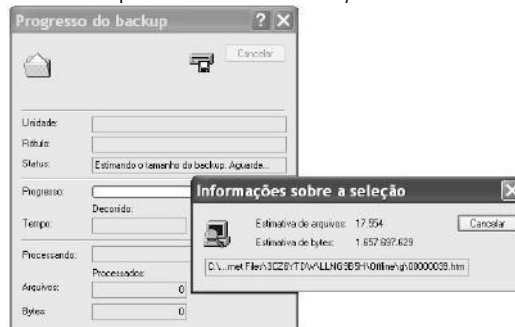 Progresso do backup
Cancelar
Unidade:
Rótulo:
Status: Estimando o tamanho do backup. Aguarde...
Progresso:
Decorrido:
Tempo:
Processando:
Processados:
Arquivos: 0
Bytes: 0
Informações sobre a seleção
Estimativa de arquivos: 17.554
Cancelar
Estimativa de bytes: 1.657.697.629